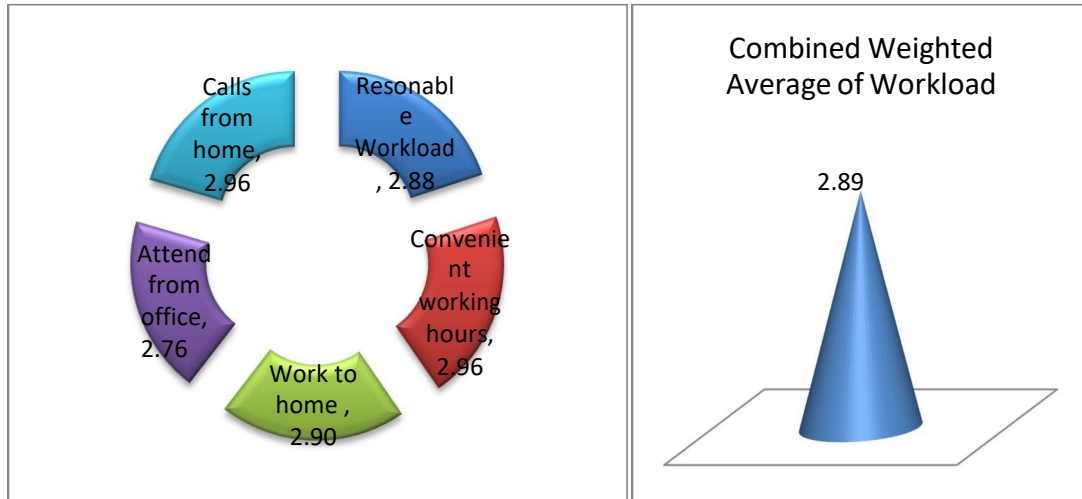 Calls
from
home,
2.96
Resonabl
e
Workload
, 2.88
Convenie
nt
working
hours,
2.96
Work to
home ,
2.90
Attend
from
office,
2.76
Combined Weighted
Average of Workload
2.89